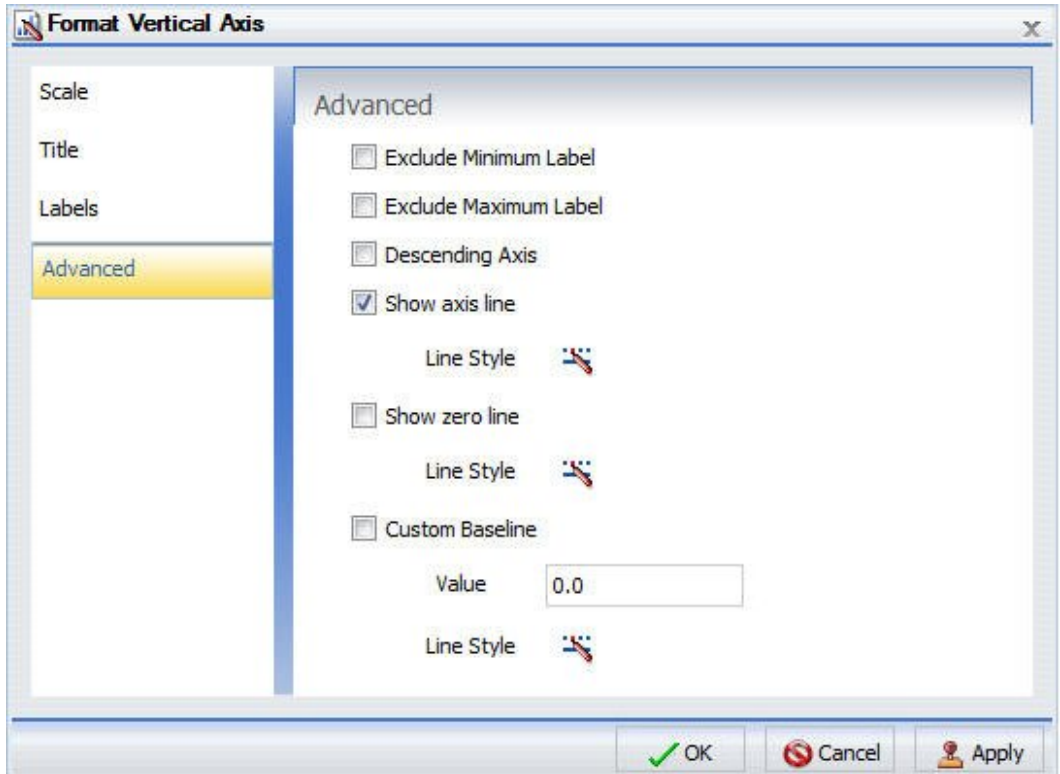 Format Vertical Axis
x
Scale
Title
Labels
Advanced
Advanced
Exclude Minimum Label
Exclude Maximum Label
Descending Axis
Show axis line
Line Style
Show zero line
Line Style
Custom Baseline
Value 0.0
Line Style
OK Cancel Apply